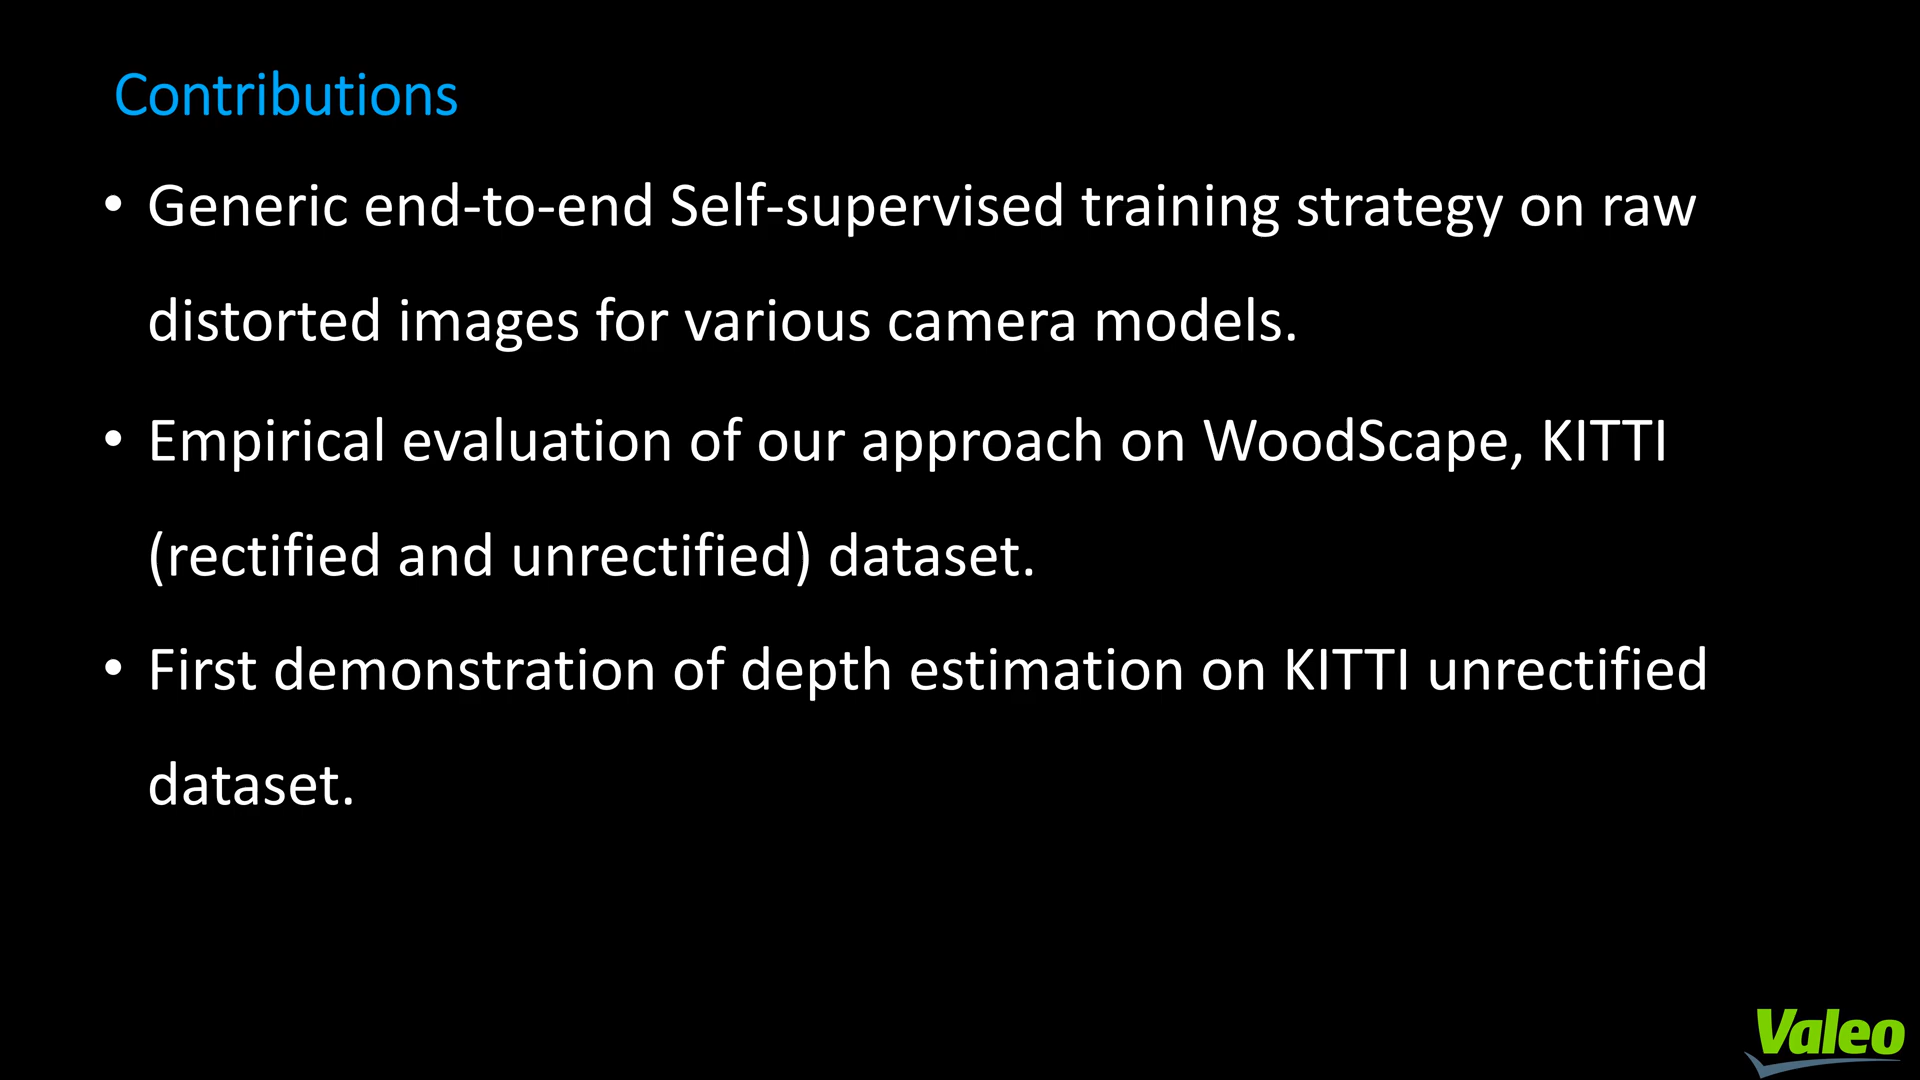 Contributions
• Generic end-to-end Self-supervised training strategy on raw
distorted images for various camera models.
• Empirical evaluation of our approach on WoodScape, KITTI
(rectified and unrectified) dataset.
• First demonstration of depth estimation on KITTI unrectified
dataset.
Valeo